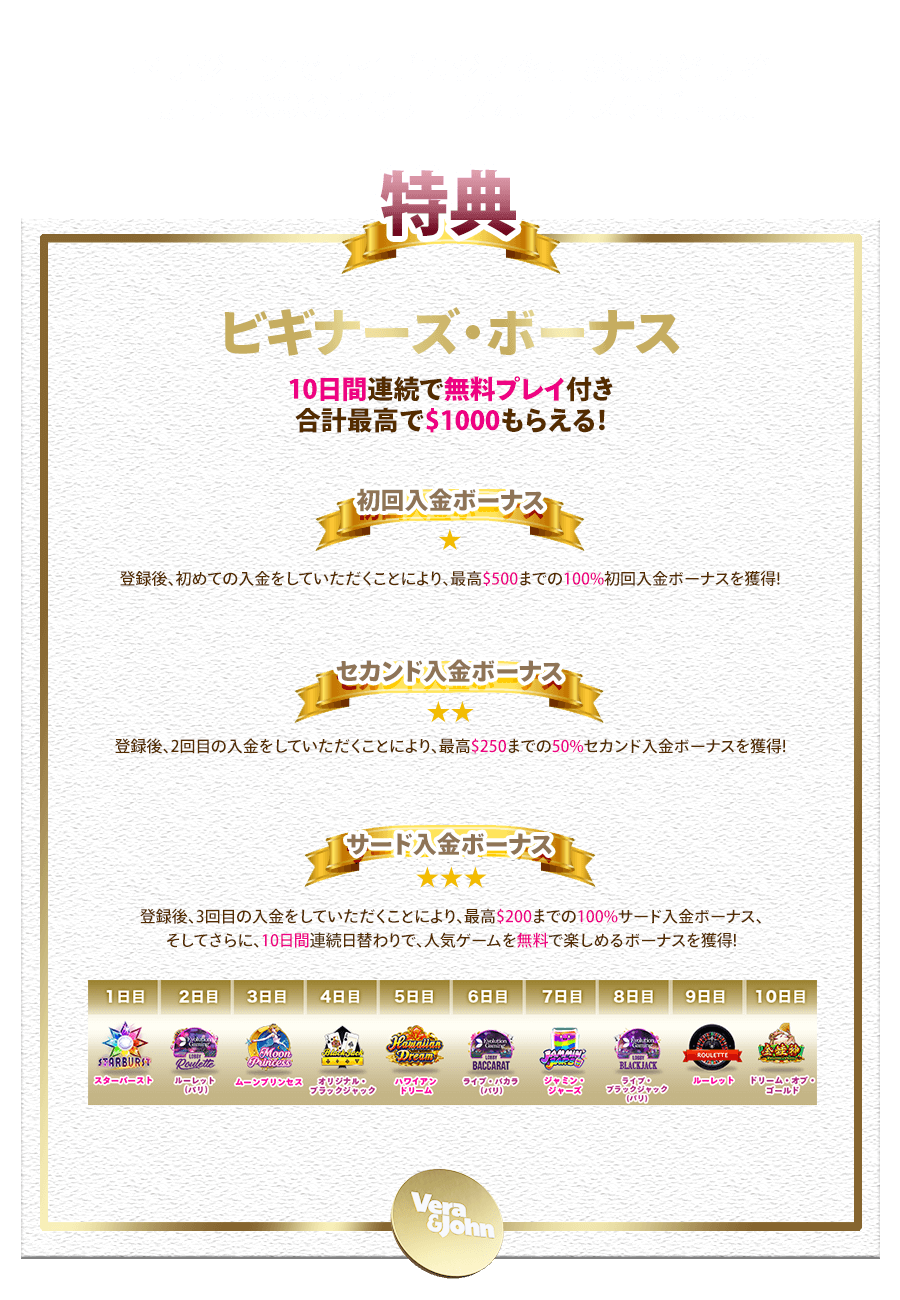 特典
ビギナーズ・ボーナス
10日間連続で無料プレイ付き
合計最高で$1000もらえる!
初回入金ボーナス
登録後、初めての入金をしていただくことにより、最高$500までの100%初回入金ボーナスを獲得!
セカンド入金ボーナス
登録後、2回目の入金をしていただくことにより、最高$250までの50%セカンド入金ボーナスを獲得!
サード入金ボーナス
登録後、3回目の入金をしていただくことにより、最高$200までの100%サード入金ボーナス、
そしてさらに、10日間連続日替わりで、人気ゲームを無料で楽しめるボーナスを獲得!
1日目 2日目 3日目 4日目 5日目 6日目 7日目 8日目 9日目 10日目
STARBURST
スターバースト
Evolution Gaming
LOBBY
Roulette
ルーレット
(パリ)
Moon
Princess
ムーンプリンセス
BlackJack
オリジナル・
ブラックジャック
Hawaiian
Dream
ハワイアン
ドリーム
Evolution Gaming
LOBBY
BACCARAT
ライブ・バカラ
(パリ)
JAMMIN'
JARS
ジャミン・
ジャーズ
Evolution Gaming
LOBBY
BLACKJACK
ライブ・
ブラックジャック
(パリ)
ROULETTE
ルーレット
ドリーム・オブ・
ゴールド
Vera
&John